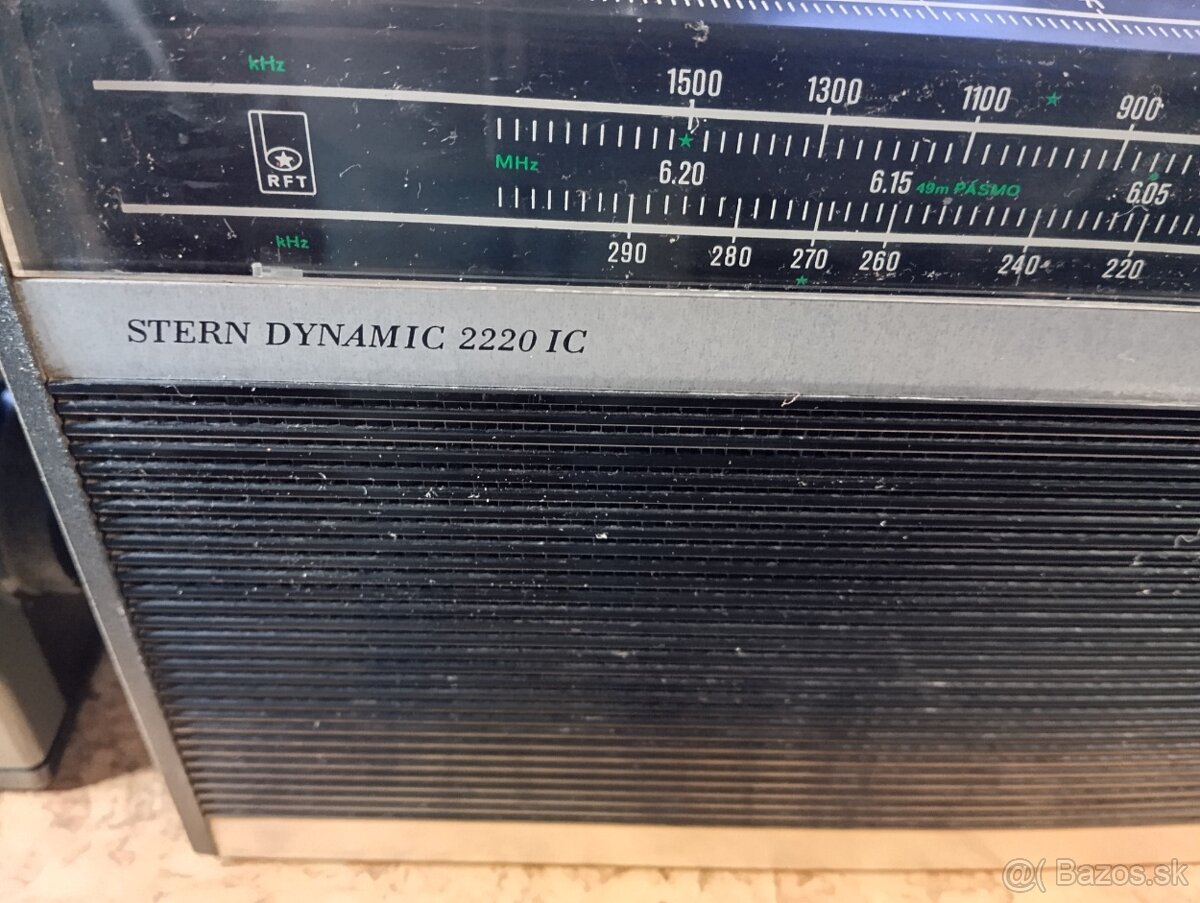 kHz
1500 1300 1100 900
RFT
MHz 6.20 6.15 49m PÁSMO 6.05
kHz 290 280 270 260 240 220
STERN DYNAMIC 2220 IC
@( Bazos.sk